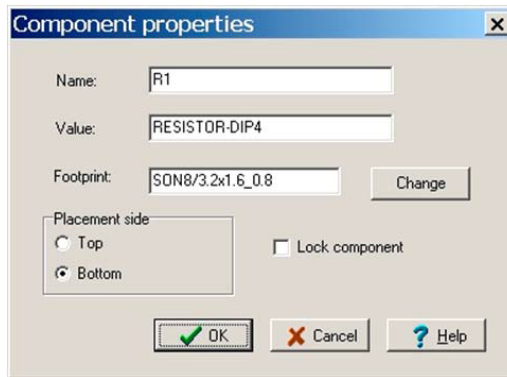 Component properties
Name: R1
Value: RESISTOR-DIP4
Footprint: SON8/3.2x1.6_0.8 Change
Placement side
Top
Lock component
Bottom
OK Cancel Help